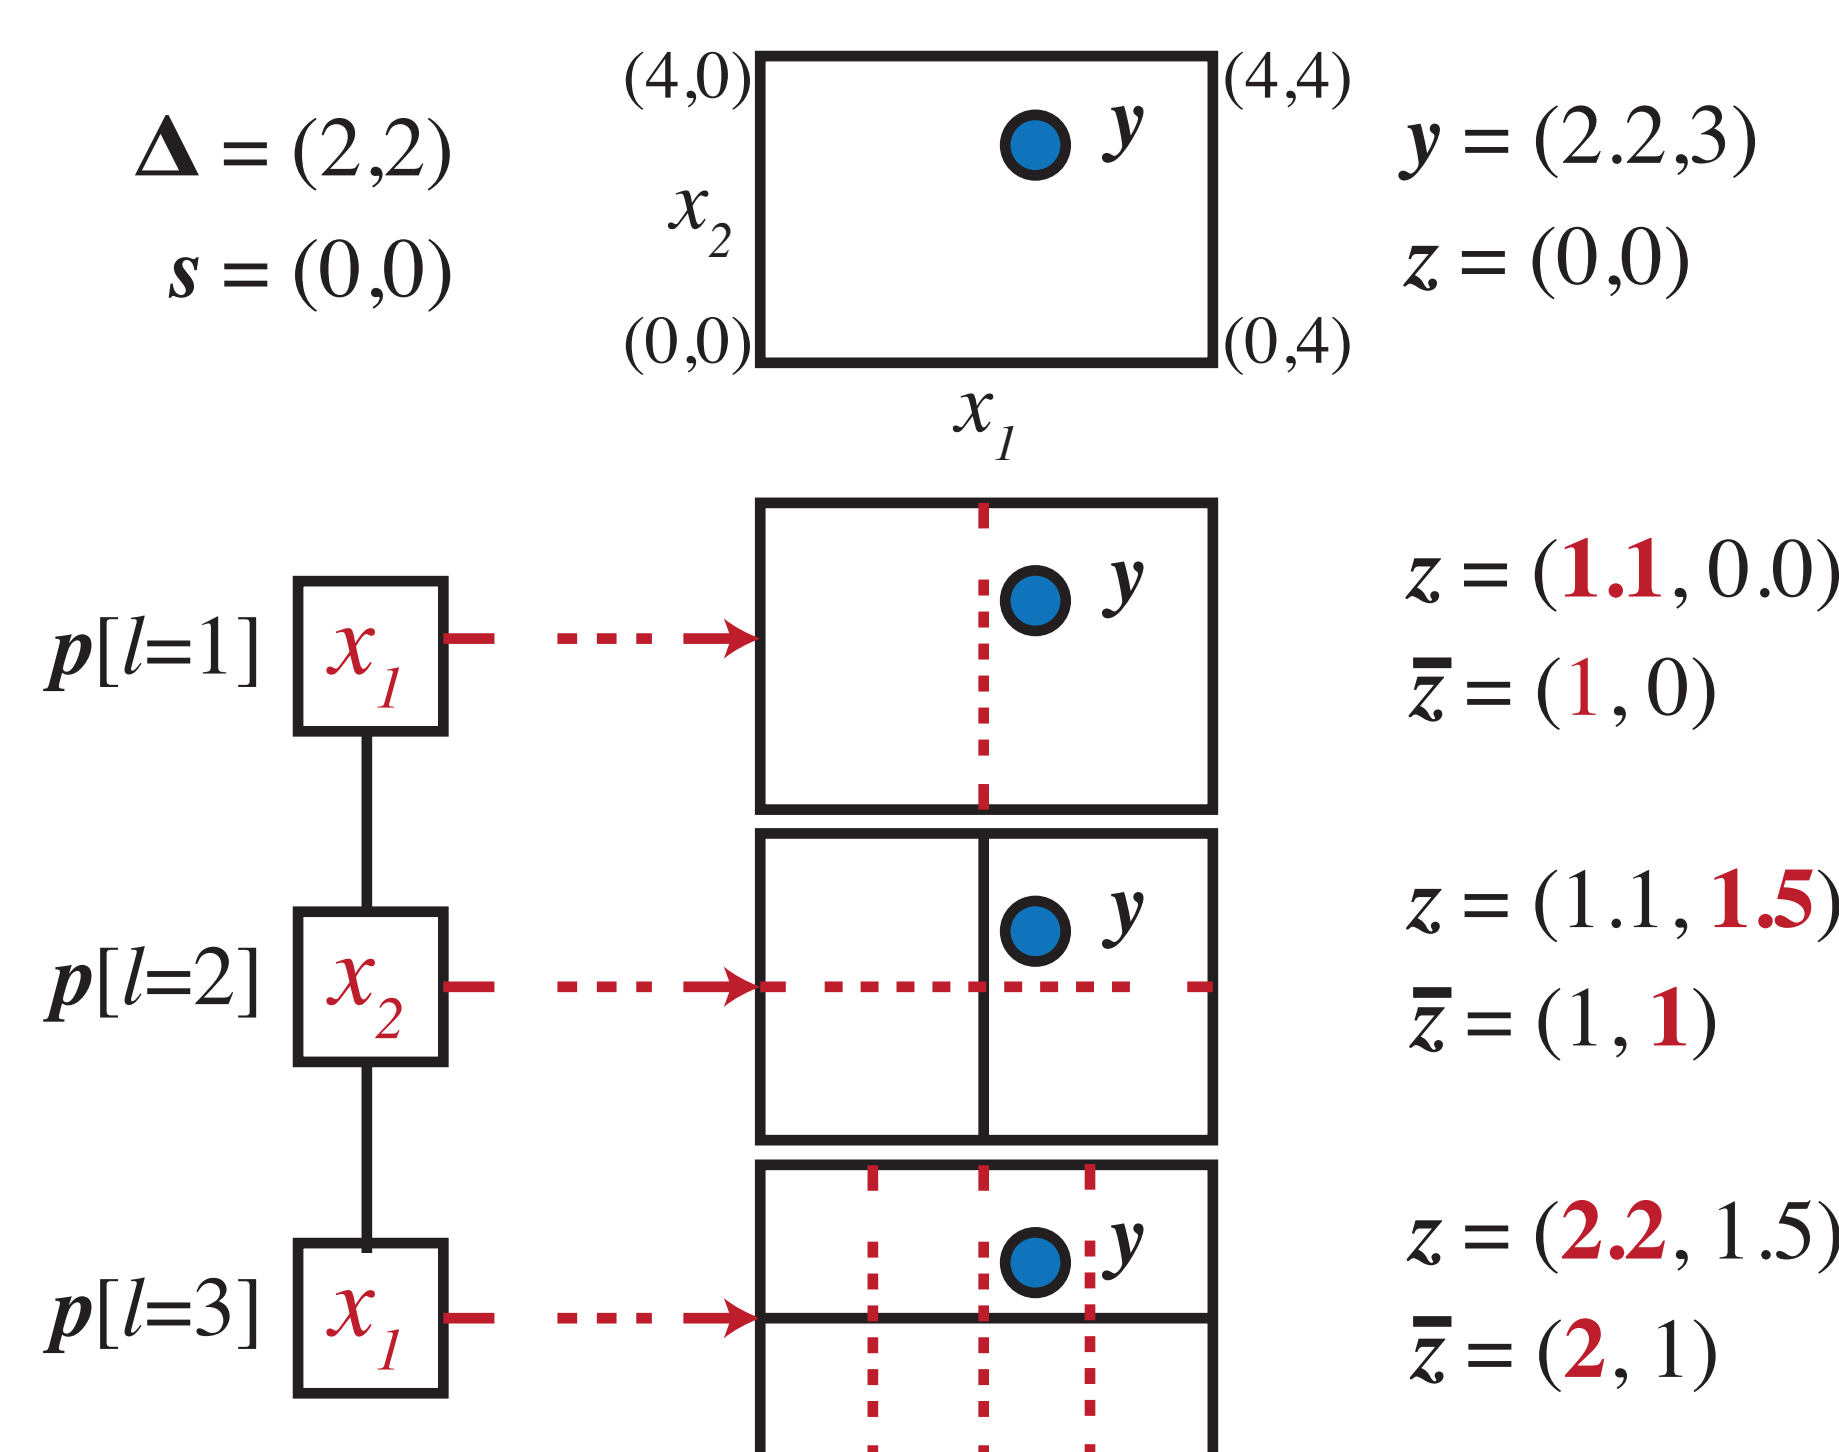 Δ = (2,2)
s = (0,0)
(4,0)
(4,4)
y
x2
(0,0)
(0,4)
x1
y = (2.2,3)
z = (0,0)
p[l=1]
x1
y
z = (1.1, 0.0)
z̄ = (1, 0)
p[l=2]
x2
y
z = (1.1, 1.5)
z̄ = (1, 1)
p[l=3]
x1
y
z = (2.2, 1.5)
z̄ = (2, 1)